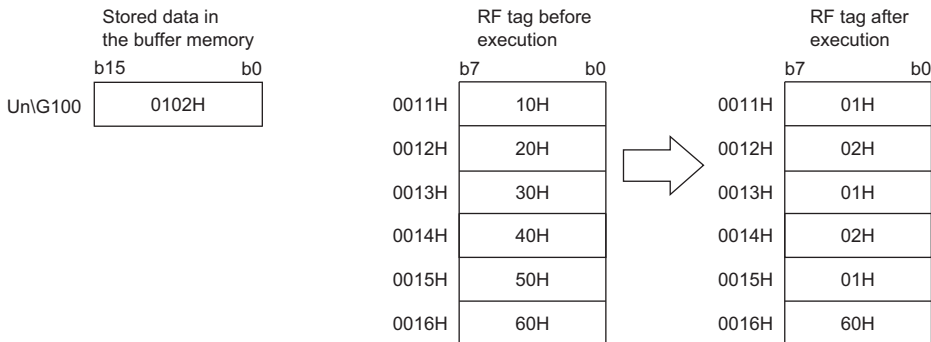 Stored data in
the buffer memory
b15 b0
Un\G100 0102H
RF tag before
execution
b7 b0
0011H 10H
0012H 20H
0013H 30H
0014H 40H
0015H 50H
0016H 60H
RF tag after
execution
b7 b0
0011H 01H
0012H 02H
0013H 01H
0014H 02H
0015H 01H
0016H 60H